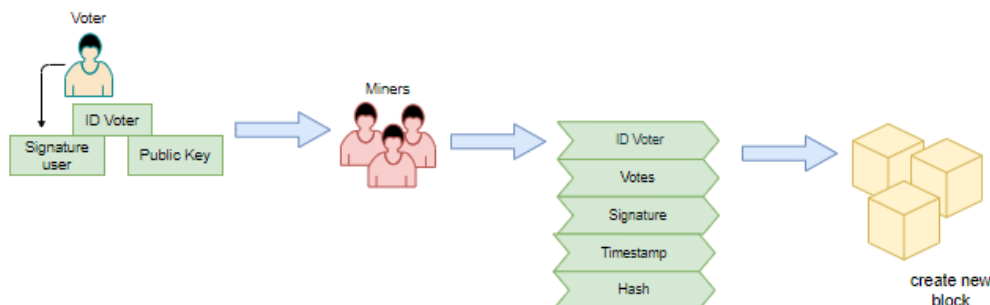 Voter
ID Voter
Signature
user
Public Key
Miners
ID Voter
Votes
Signature
Timestamp
Hash
create new
block